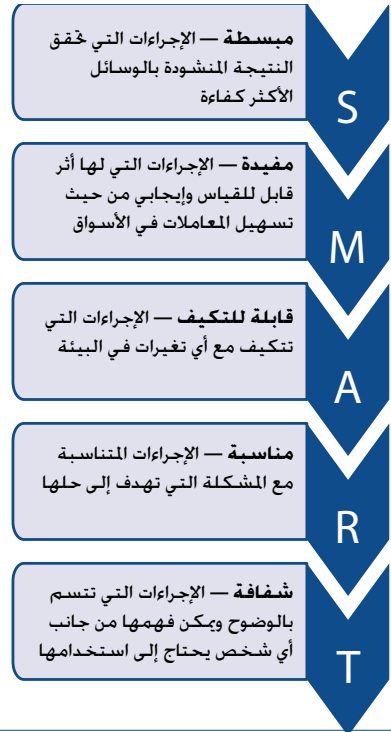 مبسطة — الإجراءات التي تحقق
النتيجة المنشودة بالوسائل
الأكثر كفاءة
S
مفيدة — الإجراءات التي لها أثر
قابل للقياس وإيجابي من حيث
تسهيل المعاملات في الأسواق
M
قابلة للتكيف — الإجراءات التي
تتكيف مع أي تغيرات في البيئة
A
مناسبة — الإجراءات المتناسبة
مع المشكلة التي تهدف إلى حلها
R
شفافة — الإجراءات التي تتسم
بالوضوح ويمكن فهمها من جانب
أي شخص يحتاج إلى استخدامها
T